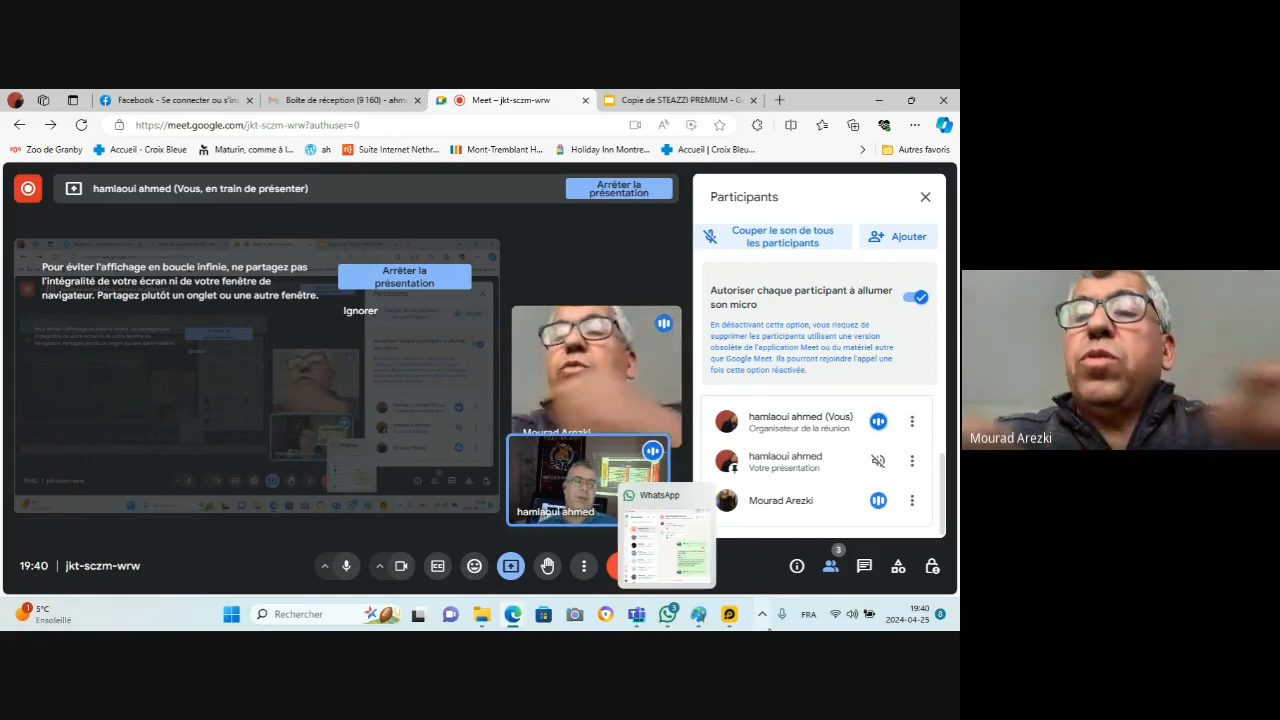 Facebook - Se connecter ou s'ins
Boîte de réception (9 160) - ahm
Meet – jkt-sczm-wrw
Copie de STEAZZI PREMIUM - G
https://meet.google.com/jkt-sczm-wrw?authuser=0
Zoo de Granby
Accueil - Croix Bleue
Maturin, comme à l...
ah
Suite Internet Nethr...
Mont-Tremblant H...
Holiday Inn Montre...
Accueil | Croix Bleu...
Autres favoris
hamlaoui ahmed (Vous, en train de présenter)
Arrêter la
présentation
Participants
Couper le son de tous
les participants
Ajouter
Pour éviter l'affichage en boucle infinie, ne partagez pas
l'intégralité de votre écran ni de votre fenêtre de
navigateur. Partagez plutôt un onglet ou une autre fenêtre.
Arrêter la
présentation
Ignorer
Autoriser chaque participant à allumer
son micro
En désactivant cette option, vous risquez de
supprimer les participants utilisant une version
obsolète de l'application Meet ou du matériel autre
que Google Meet. Ils pourront rejoindre l'appel une
fois cette option réactivée.
hamlaoui ahmed (Vous)
Organisateur de la réunion
hamlaoui ahmed
Votre présentation
Mourad Arezki
Mourad Arezki
hamlaoui ahmed
WhatsApp
19:40 | jkt-sczm-wrw
3
5°C
Ensoleillé
Rechercher
FRA
19:40
2024-04-25
Mourad Arezki